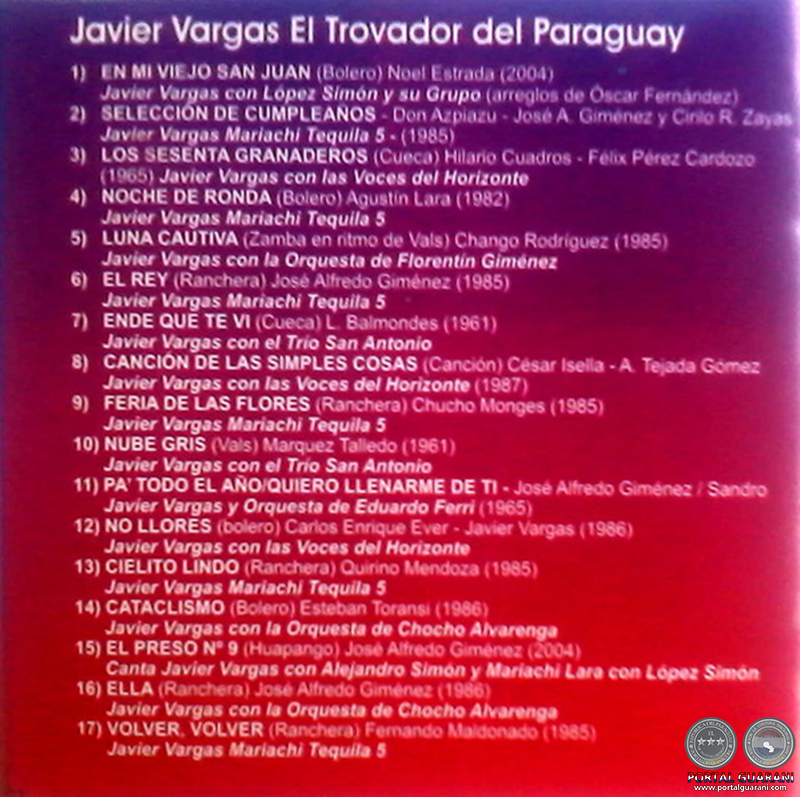 Javier Vargas El Trovador del Paraguay
1) EN MI VIEJO SAN JUAN (Bolero) Noel Estrada (2004)
Javier Vargas con López Simón y su Grupo (arreglos de Óscar Fernández)
2) SELECCIÓN DE CUMPLEAÑOS - Don Azpiazu - José A. Giménez y Cirilo R. Zayas
Javier Vargas Mariachi Tequila 5 - (1985)
3) LOS SESENTA GRANADEROS (Cueca) Hilario Cuadros - Félix Pérez Cardozo
(1965) Javier Vargas con las Voces del Horizonte
4) NOCHE DE RONDA (Bolero) Agustín Lara (1982)
Javier Vargas Mariachi Tequila 5
5) LUNA CAUTIVA (Zamba en ritmo de Vals) Chango Rodríguez (1985)
Javier Vargas con la Orquesta de Florentín Giménez
6) EL REY (Ranchera) José Alfredo Giménez (1985)
Javier Vargas Mariachi Tequila 5
7) ENDE QUE TE VI (Cueca) L. Balmondes (1961)
Javier Vargas con el Trío San Antonio
8) CANCIÓN DE LAS SIMPLES COSAS (Canción) César Isella - A. Tejada Gómez
Javier Vargas con las Voces del Horizonte (1987)
9) FERIA DE LAS FLORES (Ranchera) Chucho Monges (1985)
Javier Vargas Mariachi Tequila 5
10) NUBE GRIS (Vals) Marquez Talledo (1961)
Javier Vargas con el Trío San Antonio
11) PA' TODO EL AÑO/QUIERO LLENARME DE TI - José Alfredo Giménez / Sandro
Javier Vargas y Orquesta de Eduardo Ferri (1965)
12) NO LLORES (bolero) Carlos Enrique Ever - Javier Vargas (1986)
Javier Vargas con las Voces del Horizonte
13) CIELITO LINDO (Ranchera) Quirino Mendoza (1985)
Javier Vargas Mariachi Tequila 5
14) CATACLISMO (Bolero) Esteban Toransi (1986)
Javier Vargas con la Orquesta de Chocho Alvarenga
15) EL PRESO Nº 9 (Huapango) José Alfredo Giménez (2004)
Canta Javier Vargas con Alejandro Simón y Mariachi Lara con López Simón
16) ELLA (Ranchera) José Alfredo Giménez (1986)
Javier Vargas con la Orquesta de Chocho Alvarenga
17) VOLVER, VOLVER (Ranchera) Fernando Maldonado (1985)
Javier Vargas Mariachi Tequila 5
PORTAL GUARANI
www.portalguarani.com